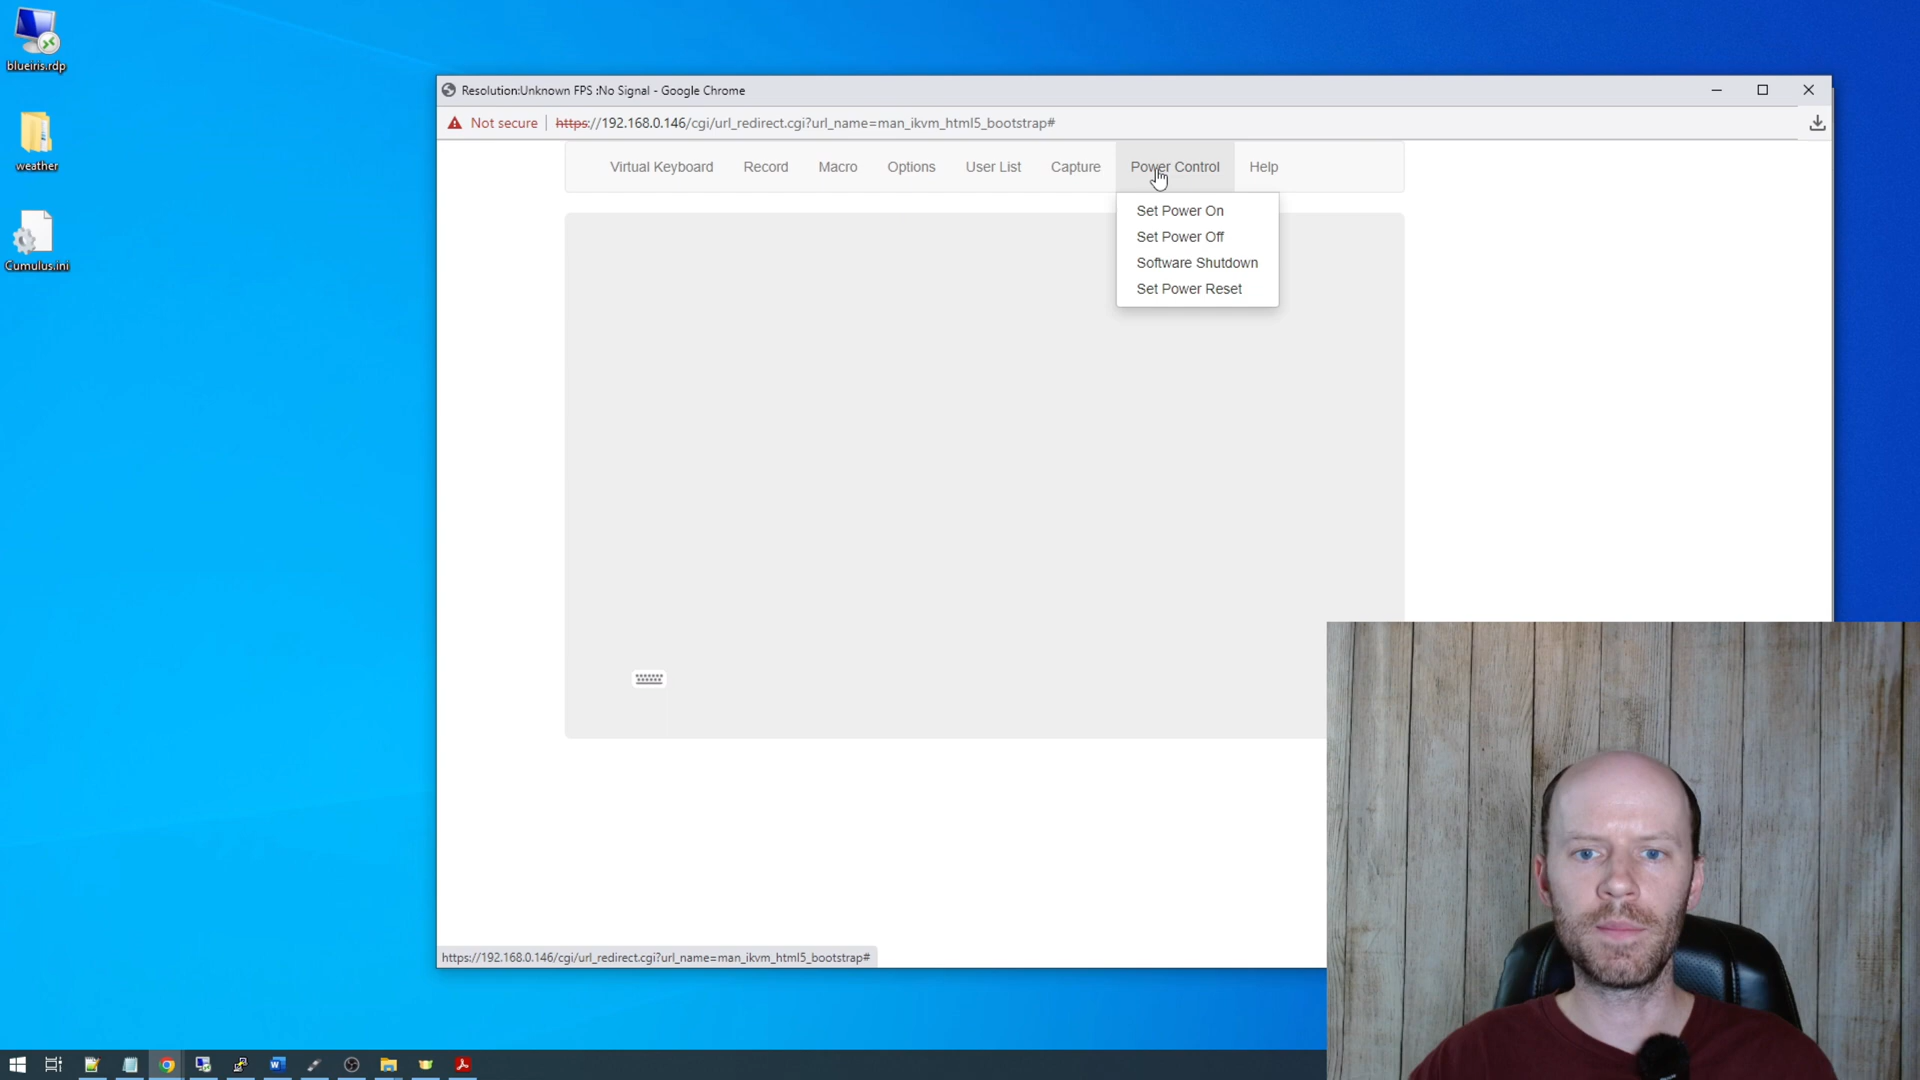 blueiris.rdp
weather
Cumulus.ini
Resolution:Unknown FPS :No Signal - Google Chrome
Not secure
https://192.168.0.146/cgi/url_redirect.cgi?url_name=man_ikvm_html5_bootstrap#
Virtual Keyboard Record Macro Options User List Capture Power Control Help
Set Power On
Set Power Off
Software Shutdown
Set Power Reset
https://192.168.0.146/cgi/url_redirect.cgi?url_name=man_ikvm_html5_bootstrap#